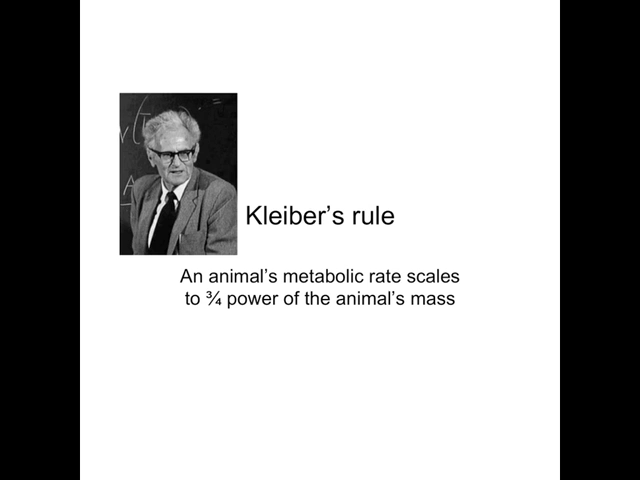 Kleiber’s rule
An animal’s metabolic rate scales
to ¾ power of the animal’s mass